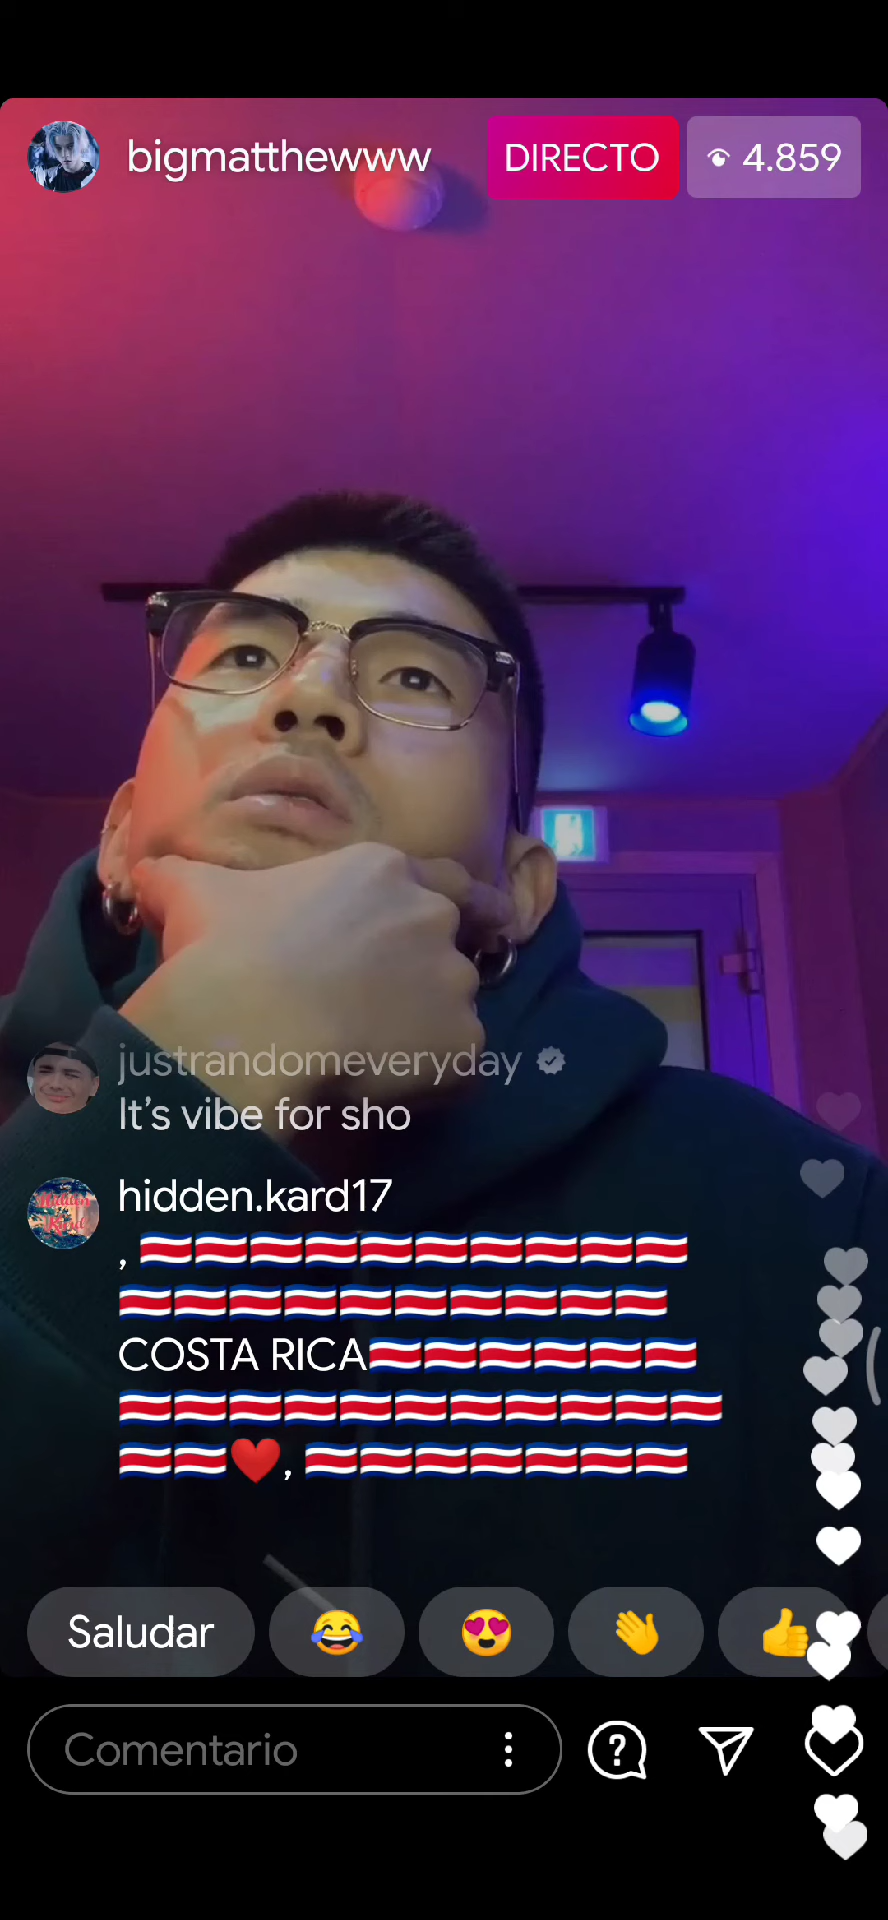 bigmatthewww
DIRECTO
4.859
justrandomeveryday
It's vibe for sho
hidden.kard17
, 🇨🇷🇨🇷🇨🇷🇨🇷🇨🇷🇨🇷🇨🇷🇨🇷🇨🇷🇨🇷
🇨🇷🇨🇷🇨🇷🇨🇷🇨🇷🇨🇷🇨🇷🇨🇷🇨🇷🇨🇷
COSTA RICA🇨🇷🇨🇷🇨🇷🇨🇷🇨🇷🇨🇷
🇨🇷🇨🇷🇨🇷🇨🇷🇨🇷🇨🇷🇨🇷🇨🇷🇨🇷🇨🇷🇨🇷
🇨🇷🇨🇷❤️, 🇨🇷🇨🇷🇨🇷🇨🇷🇨🇷🇨🇷🇨🇷
Saludar 😂 😍 👋 👍
Comentario